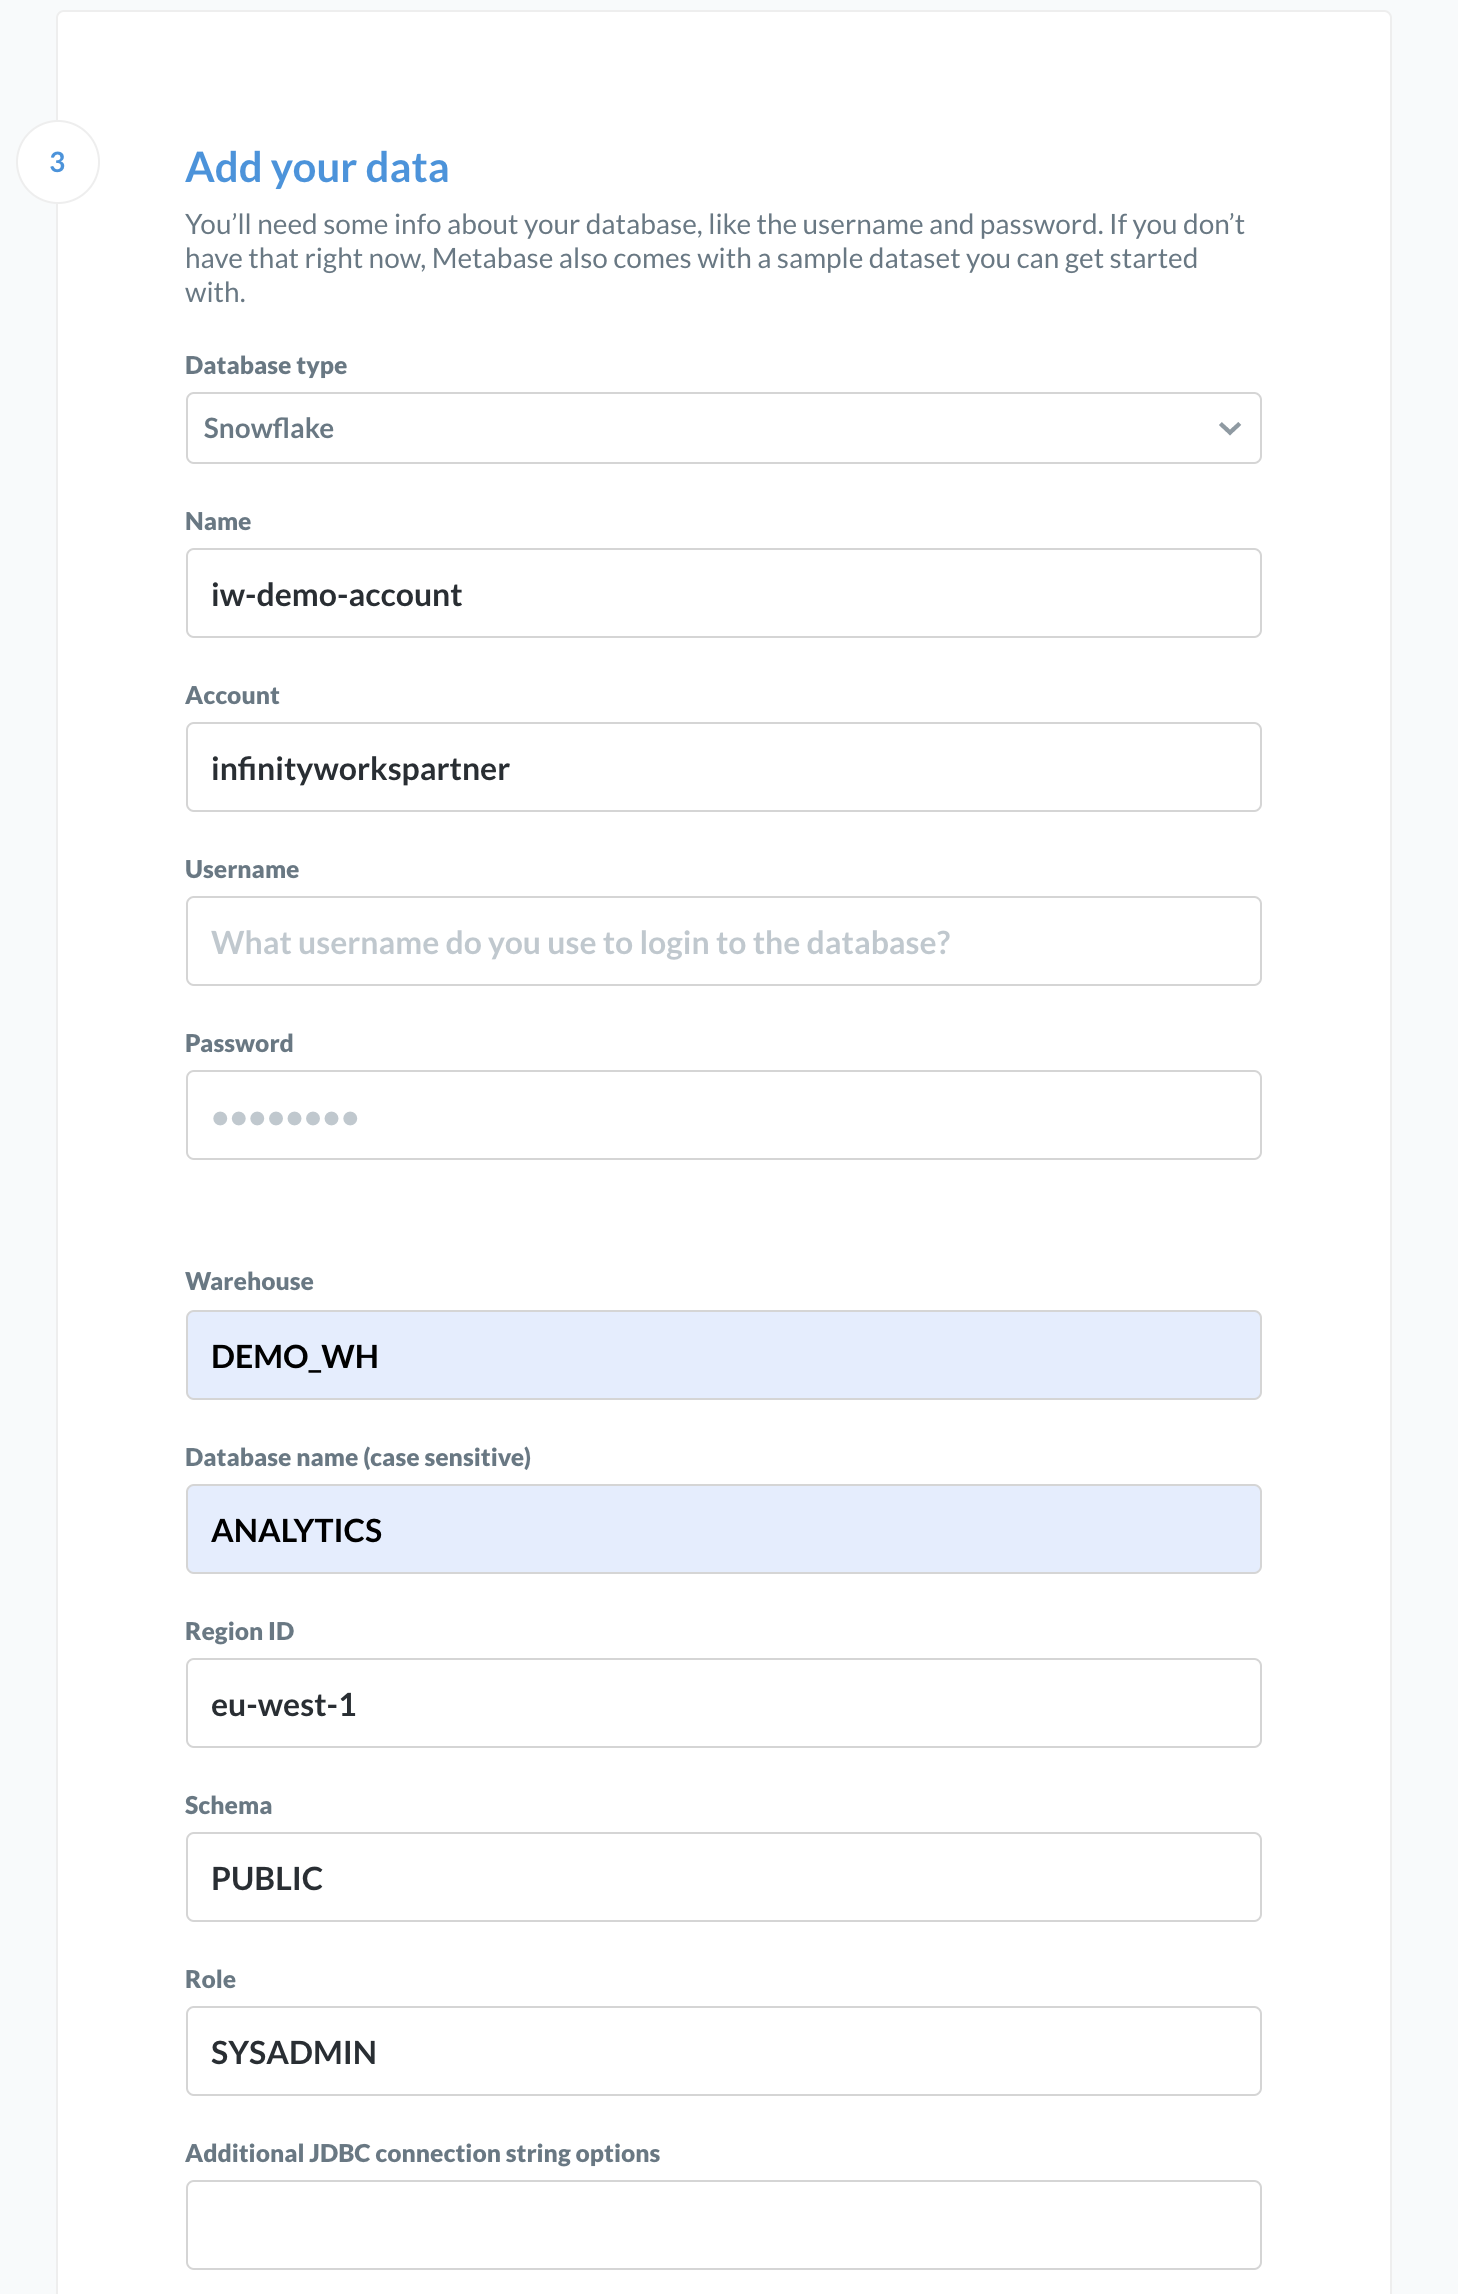 3
Add your data
You’ll need some info about your database, like the username and password. If you don’t
have that right now, Metabase also comes with a sample dataset you can get started
with.
Database type
Snowflake
Name
iw-demo-account
Account
infinityworkspartner
Username
What username do you use to login to the database?
Password
••••••••
Warehouse
DEMO_WH
Database name (case sensitive)
ANALYTICS
Region ID
eu-west-1
Schema
PUBLIC
Role
SYSADMIN
Additional JDBC connection string options